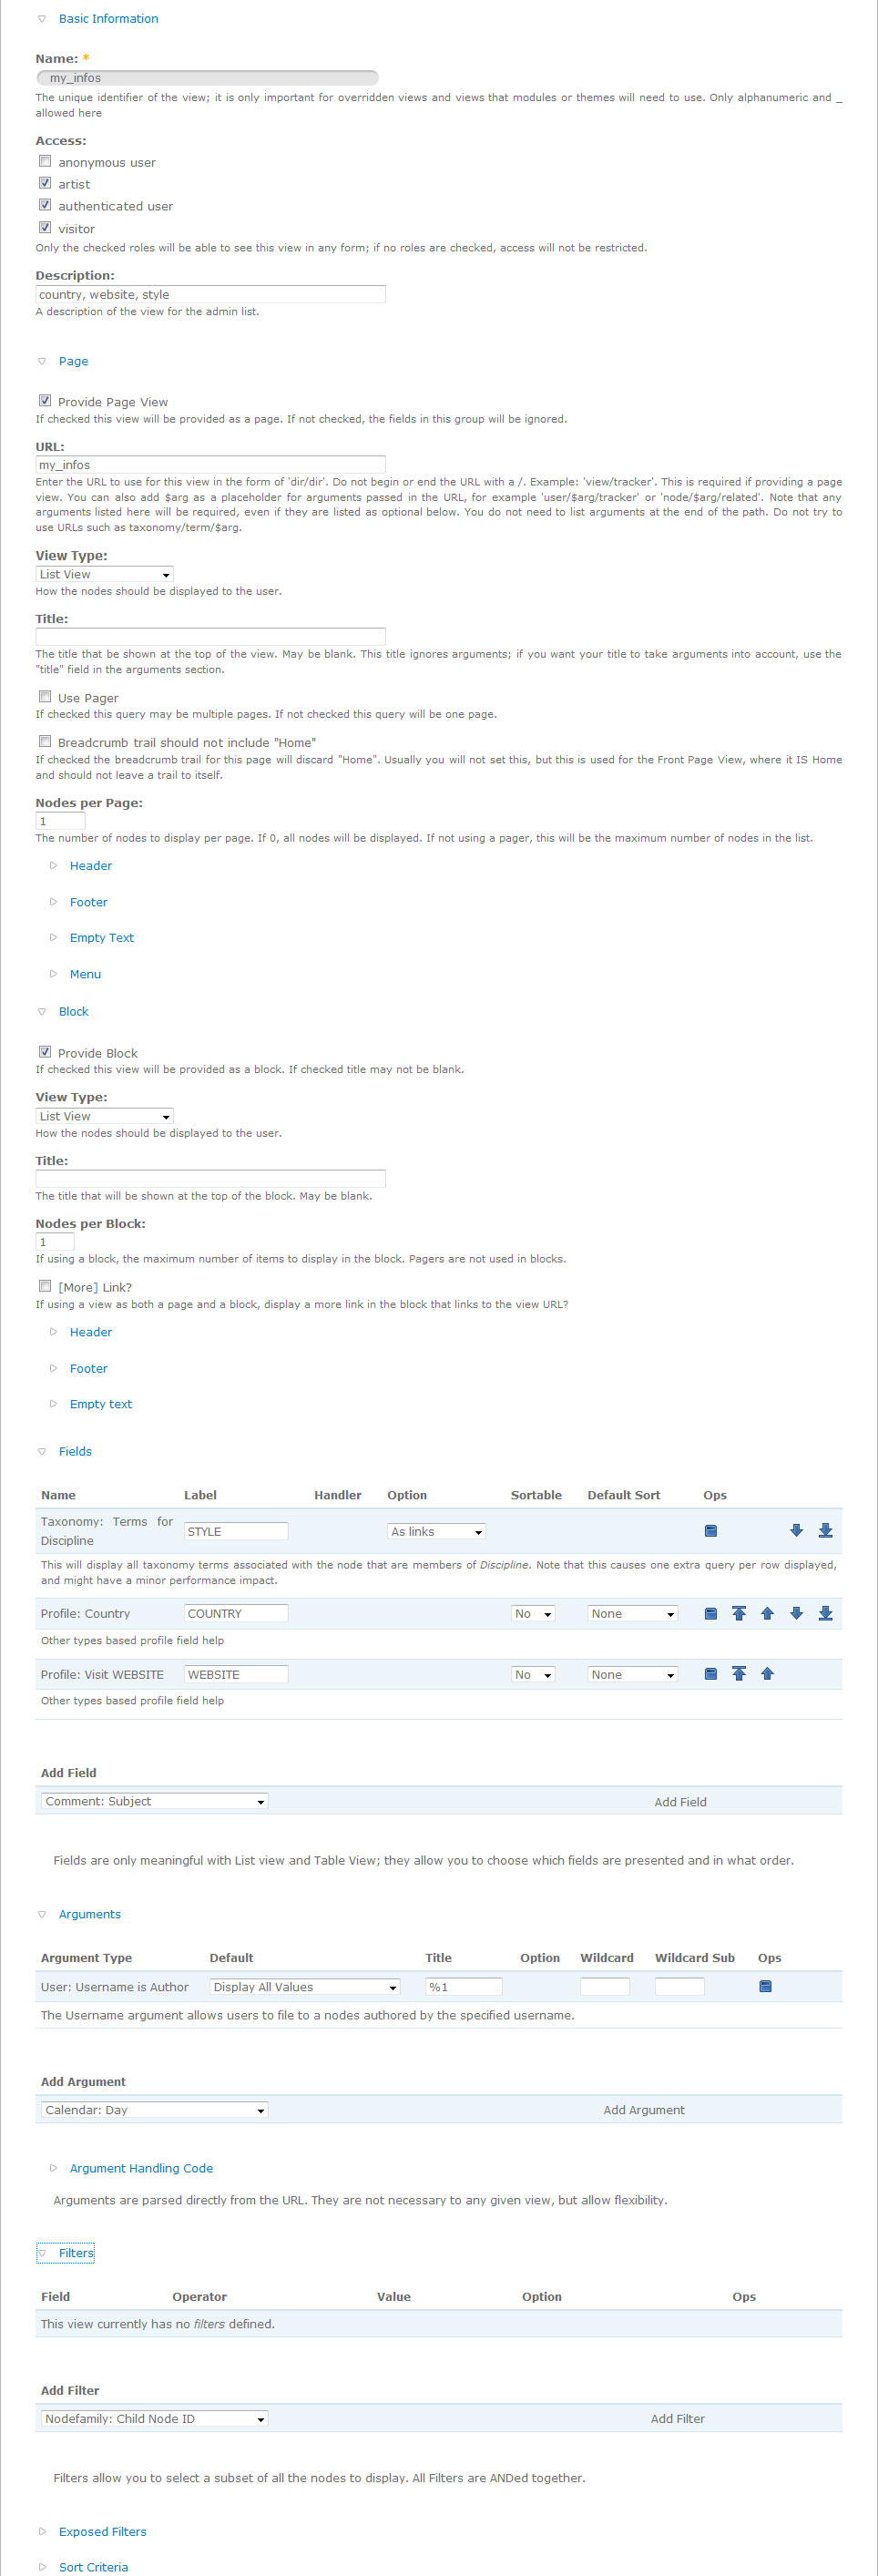 Basic Information
Name: *
my_infos
The unique identifier of the view; it is only important for overridden views and views that modules or themes will need to use. Only alphanumeric and _
allowed here
Access:
anonymous user
artist
authenticated user
visitor
Only the checked roles will be able to see this view in any form; if no roles are checked, access will not be restricted.
Description:
country, website, style
A description of the view for the admin list.
Page
Provide Page View
If checked this view will be provided as a page. If not checked, the fields in this group will be ignored.
URL:
my_infos
Enter the URL to use for this view in the form of 'dir/dir'. Do not begin or end the URL with a /. Example: 'view/tracker'. This is required if providing a page
view. You can also add $arg as a placeholder for arguments passed in the URL, for example 'user/$arg/tracker' or 'node/$arg/related'. Note that any
arguments listed here will be required, even if they are listed as optional below. You do not need to list arguments at the end of the path. Do not try to
use URLs such as taxonomy/term/$arg.
View Type:
List View
How the nodes should be displayed to the user.
Title:
The title that be shown at the top of the view. May be blank. This title ignores arguments; if you want your title to take arguments into account, use the
"title" field in the arguments section.
Use Pager
If checked this query may be multiple pages. If not checked this query will be one page.
Breadcrumb trail should not include "Home"
If checked the breadcrumb trail for this page will discard "Home". Usually you will not set this, but this is used for the Front Page View, where it IS Home
and should not leave a trail to itself.
Nodes per Page:
1
The number of nodes to display per page. If 0, all nodes will be displayed. If not using a pager, this will be the maximum number of nodes in the list.
Header
Footer
Empty Text
Menu
Block
Provide Block
If checked this view will be provided as a block. If checked title may not be blank.
View Type:
List View
How the nodes should be displayed to the user.
Title:
The title that will be shown at the top of the block. May be blank.
Nodes per Block:
1
If using a block, the maximum number of items to display in the block. Pagers are not used in blocks.
[More] Link?
If using a view as both a page and a block, display a more link in the block that links to the view URL?
Header
Footer
Empty text
Fields
Name Label Handler Option Sortable Default Sort Ops
Taxonomy: Terms for
Discipline STYLE As links
This will display all taxonomy terms associated with the node that are members of Discipline. Note that this causes one extra query per row displayed,
and might have a minor performance impact.
Profile: Country COUNTRY No None
Other types based profile field help
Profile: Visit WEBSITE WEBSITE No None
Other types based profile field help
Add Field
Comment: Subject Add Field
Fields are only meaningful with List view and Table View; they allow you to choose which fields are presented and in what order.
Arguments
Argument Type Default Title Option Wildcard Wildcard Sub Ops
User: Username is Author Display All Values %1
The Username argument allows users to file to a nodes authored by the specified username.
Add Argument
Calendar: Day Add Argument
Argument Handling Code
Arguments are parsed directly from the URL. They are not necessary to any given view, but allow flexibility.
Filters
Field Operator Value Option Ops
This view currently has no filters defined.
Add Filter
Nodefamily: Child Node ID Add Filter
Filters allow you to select a subset of all the nodes to display. All Filters are ANDed together.
Exposed Filters
Sort Criteria